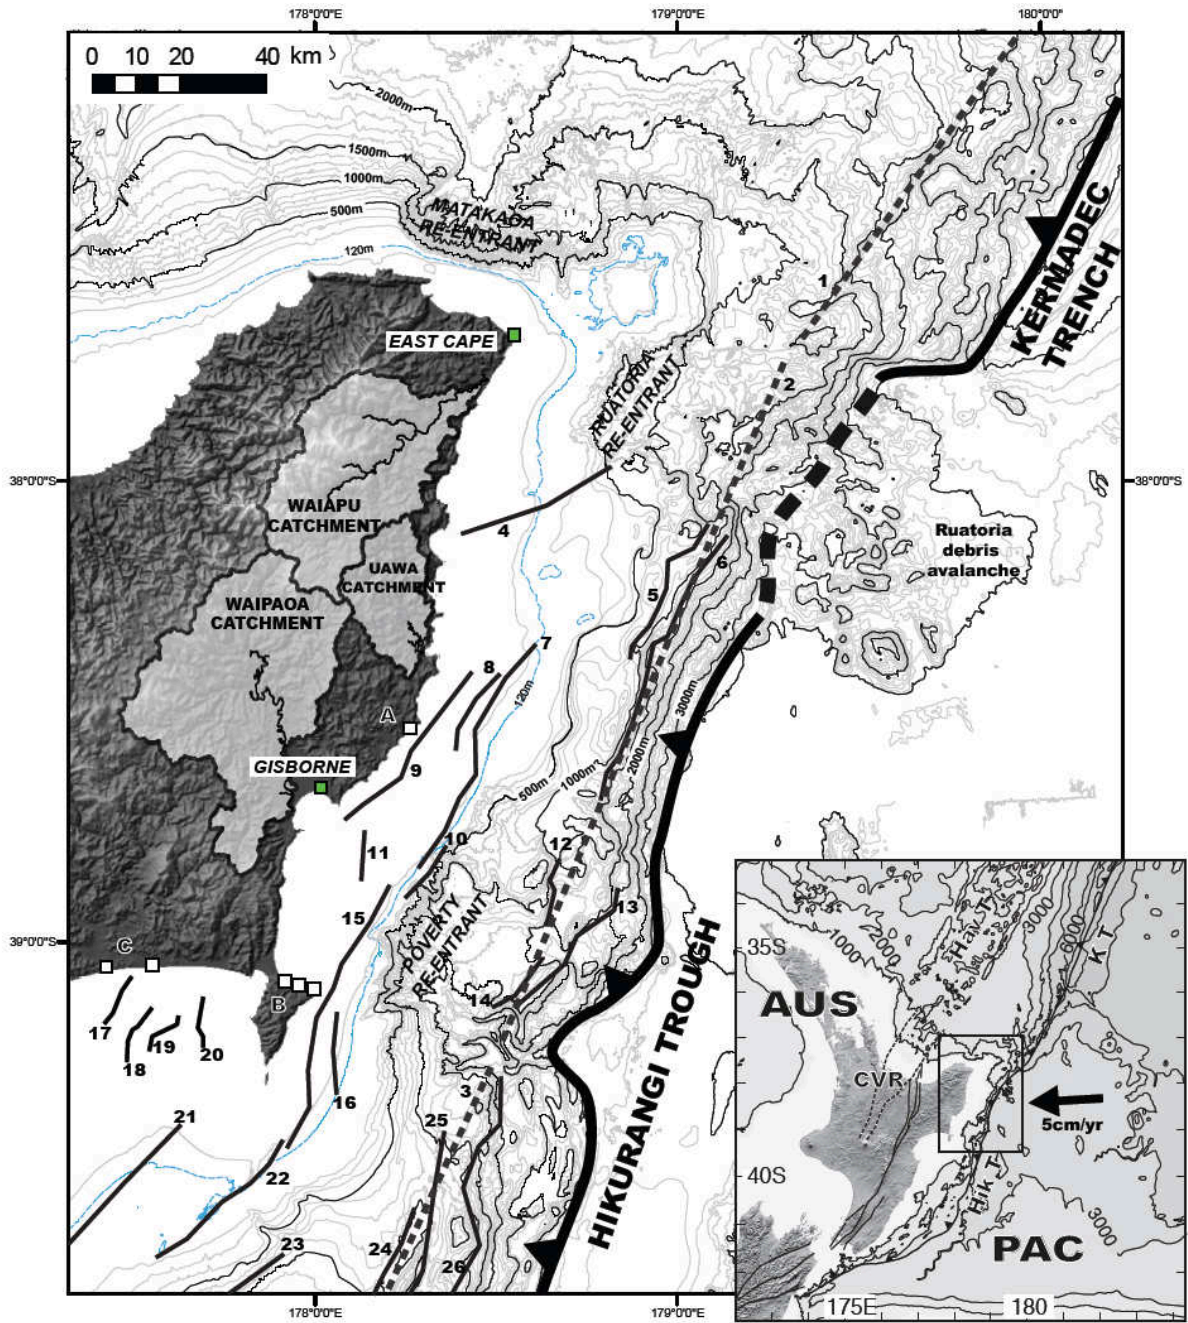 178°0'0"E
179°0'0"E
180°0'0"
0 10 20 40 km
2000m
1500m
1000m
500m
120m
MATAKAOA
RE-ENTRANT
KERMADEC
TRENCH
1
EAST CAPE
RUATORIA
RE-ENTRANT
2
38°0'0"S
38°0'0"S
WAIAPU
CATCHMENT
4
Ruatoria
debris
avalanche
6
UAWA
CATCHMENT
WAIPAOA
CATCHMENT
5
7
8
120m
3000m
A
GISBORNE
9
2000m
1000m
500m
10
11
12
13
15
POVERTY
RE-ENTRANT
39°0'0"S
C
B
14
HIKURANGI TROUGH
17
18
19
20
16
3
21
25
22
23
24
26
178°0'0"E
179°0'0"E
35S
1000
2000
Hav T
3000
6000
K T
AUS
CVR
5cm/yr
40S
Hik T
PAC
3000
175E
180